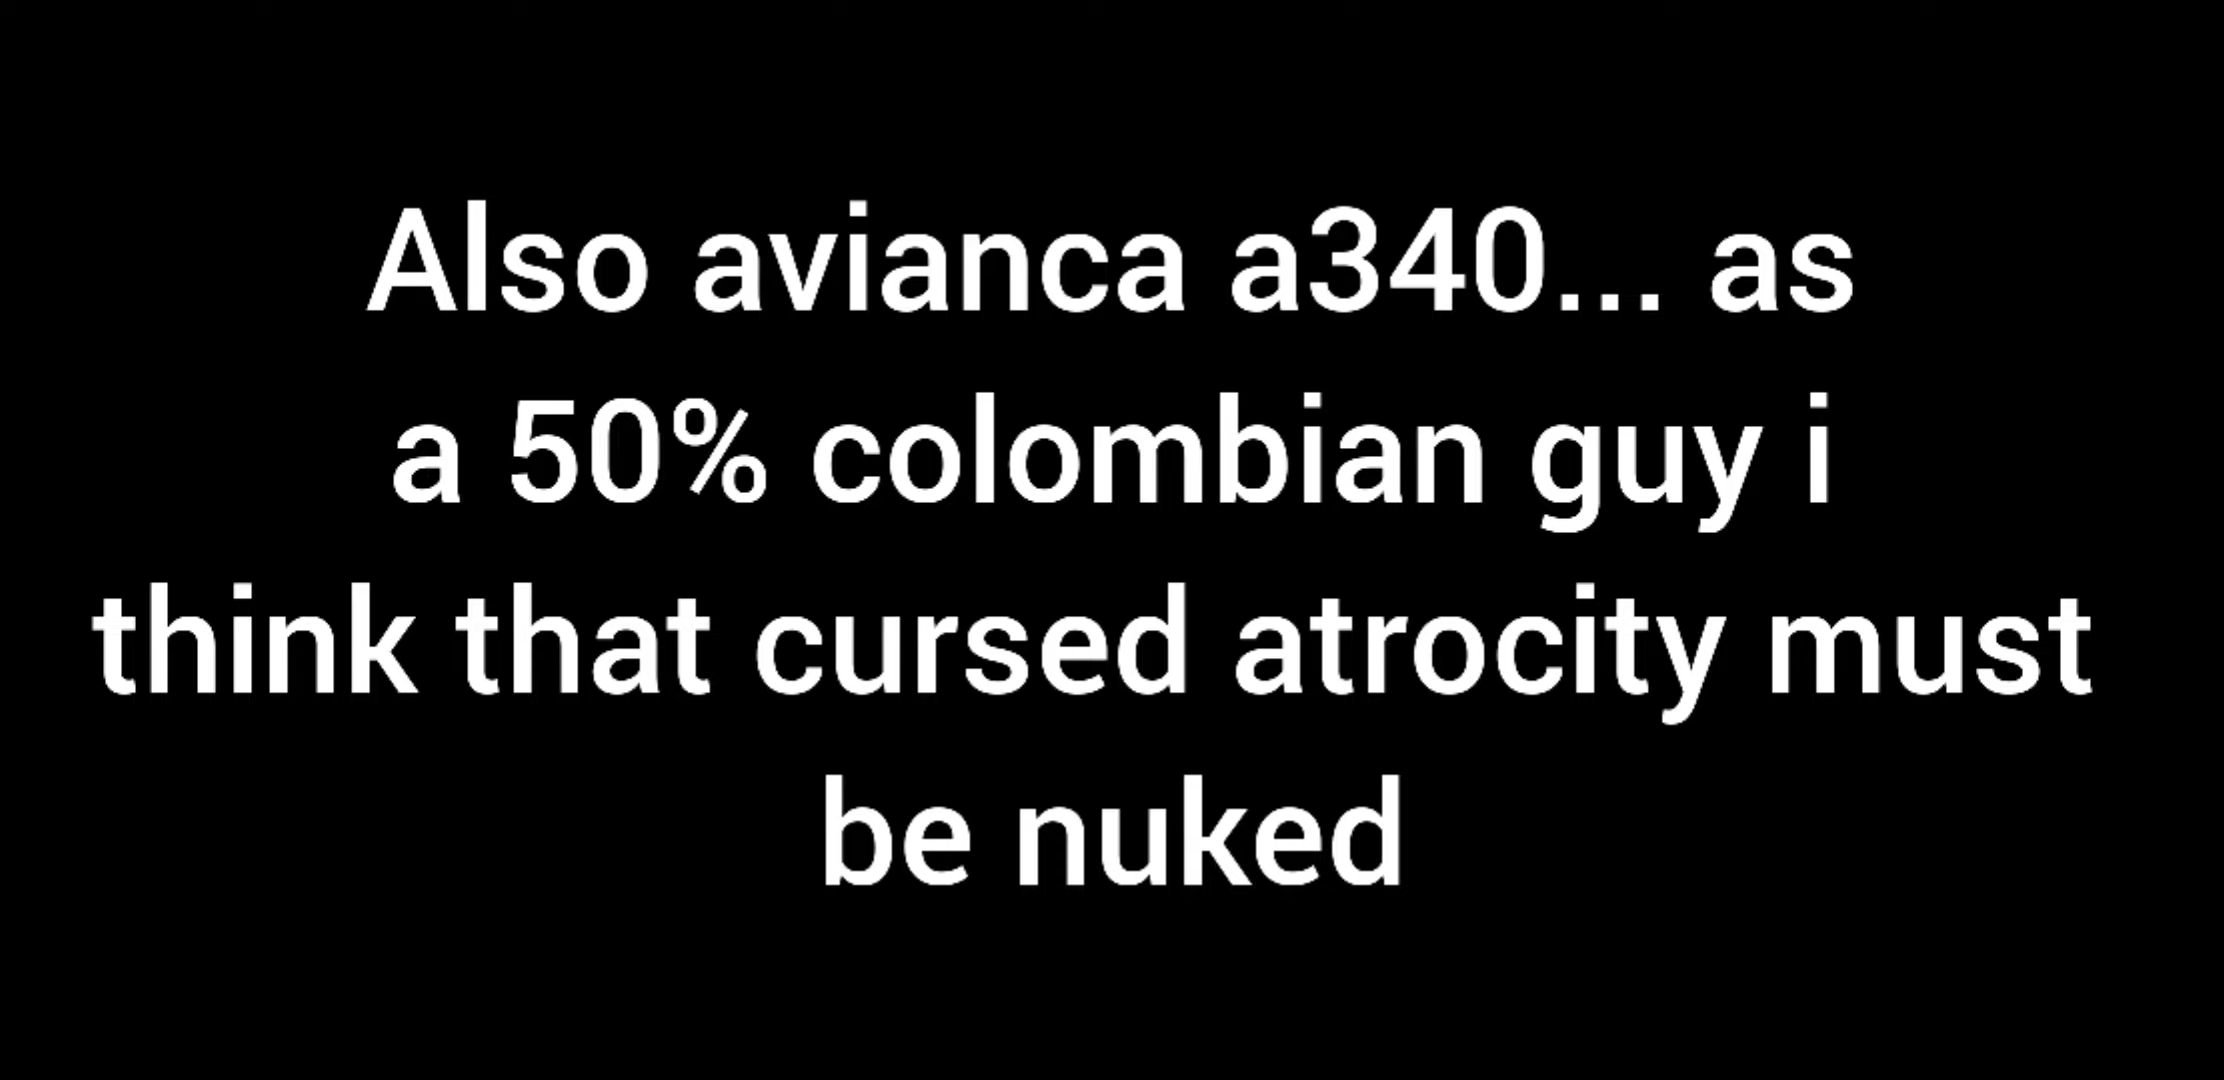 Also avianca a340... as
a 50% colombian guy i
think that cursed atrocity must
be nuked